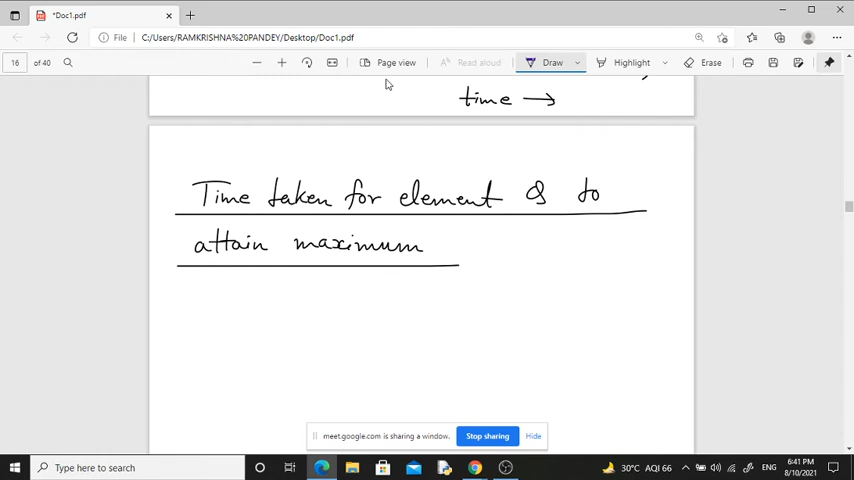 *Doc1.pdf
File C:/Users/RAMKRISHNA%20PANDEY/Desktop/Doc1.pdf
16 of 40 Page view Read aloud Draw Highlight Erase
time →
Time taken for element & to
attain maximum
meet.google.com is sharing a window. Stop sharing Hide
Type here to search 30°C AQI 66 ENG 6:41 PM
8/10/2021